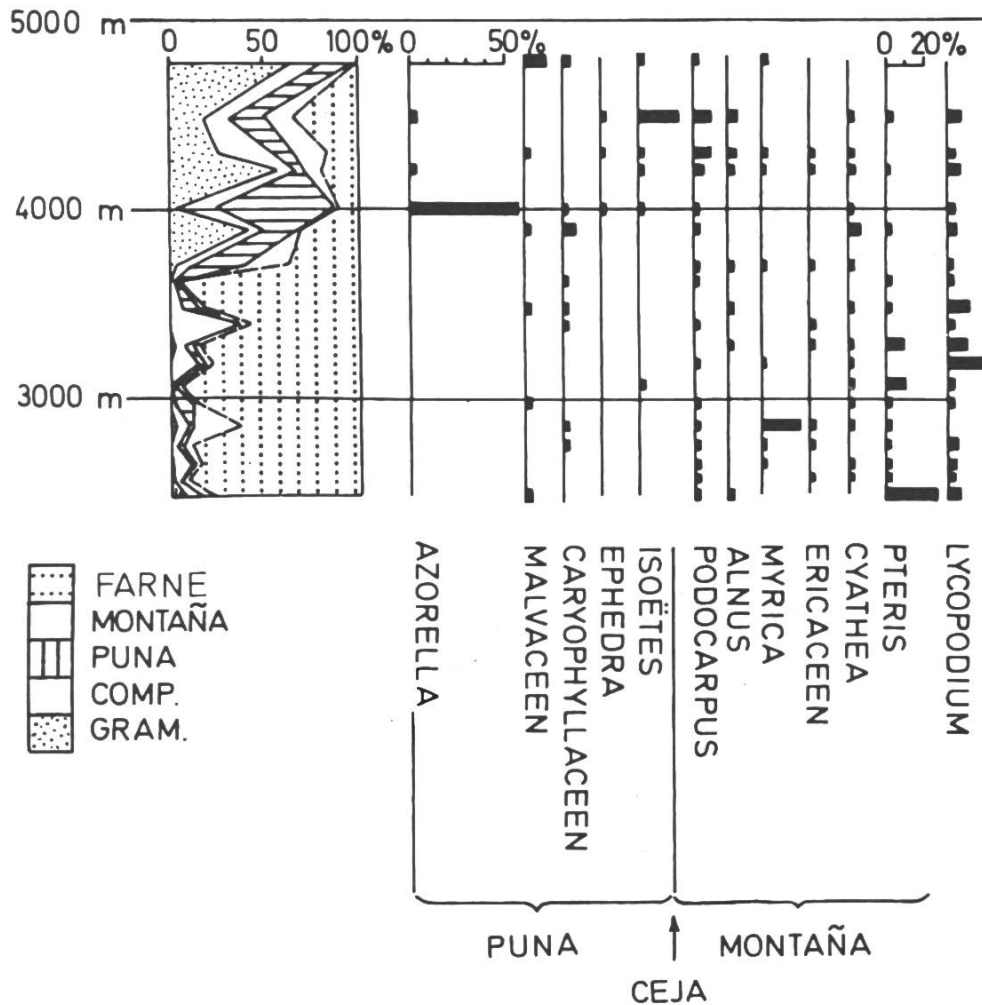 5000 m
0 50 100% 0 50% 0 20%
4000 m
3000 m
FARNE
MONTAÑA
PUNA
COMP.
GRAM.
AZORELLA
MALVACEEN
CARYOPHYLLACEEN
EPHEDRA
ISOËTES
PODOCARPUS
ALNUS
MYRICA
ERICACEEN
CYATHEA
PTERIS
LYCOPODIUM
PUNA
MONTAÑA
CEJA